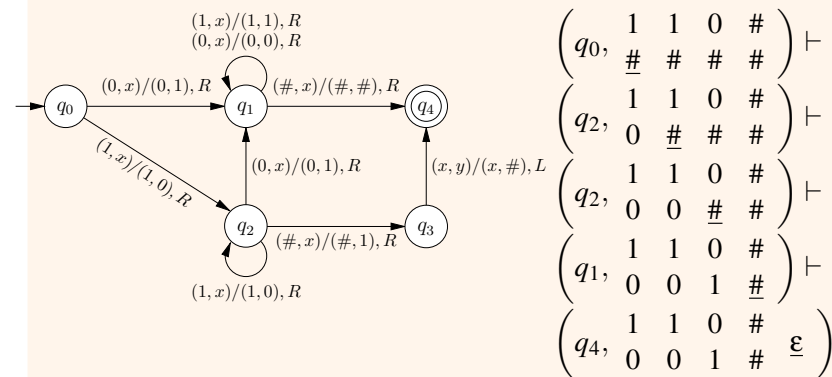 (1, x)/(1, 1), R
(0, x)/(0, 0), R
(0, x)/(0, 1), R
(#, x)/(#, #), R
q₀
q₁
q₄
(1, x)/(1, 0), R
(0, x)/(0, 1), R
(x, y)/(x, #), L
q₂
(#, x)/(#, 1), R
q₃
(1, x)/(1, 0), R
(q₀, 1 1 0 #
# # # #) ⊢
(q₂, 1 1 0 #
0 # # #) ⊢
(q₂, 1 1 0 #
0 0 # #) ⊢
(q₁, 1 1 0 #
0 0 1 #) ⊢
(q₄, 1 1 0 # ε
0 0 1 #)